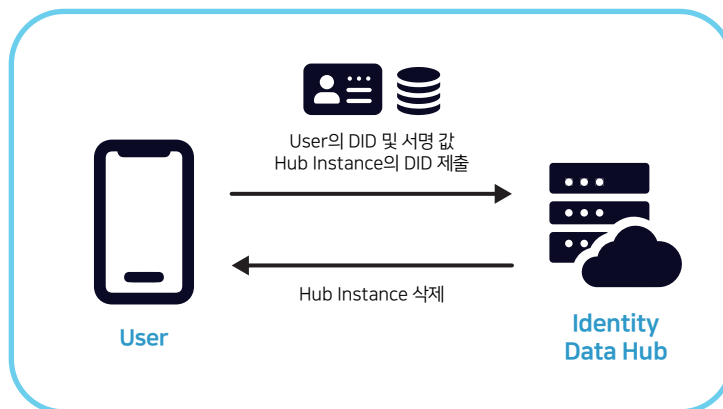 User의 DID 및 서명 값
Hub Instance의 DID 제출
Hub Instance 삭제
User
Identity
Data Hub